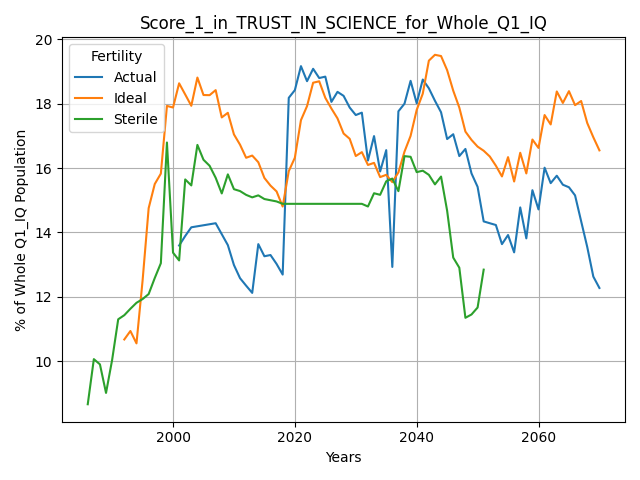 Score_1_in_TRUST_IN_SCIENCE_for_Whole_Q1_IQ
Fertility
Actual
Ideal
Sterile
% of Whole Q1_IQ Population
20
18
16
14
12
10
2000
2020
2040
2060
Years